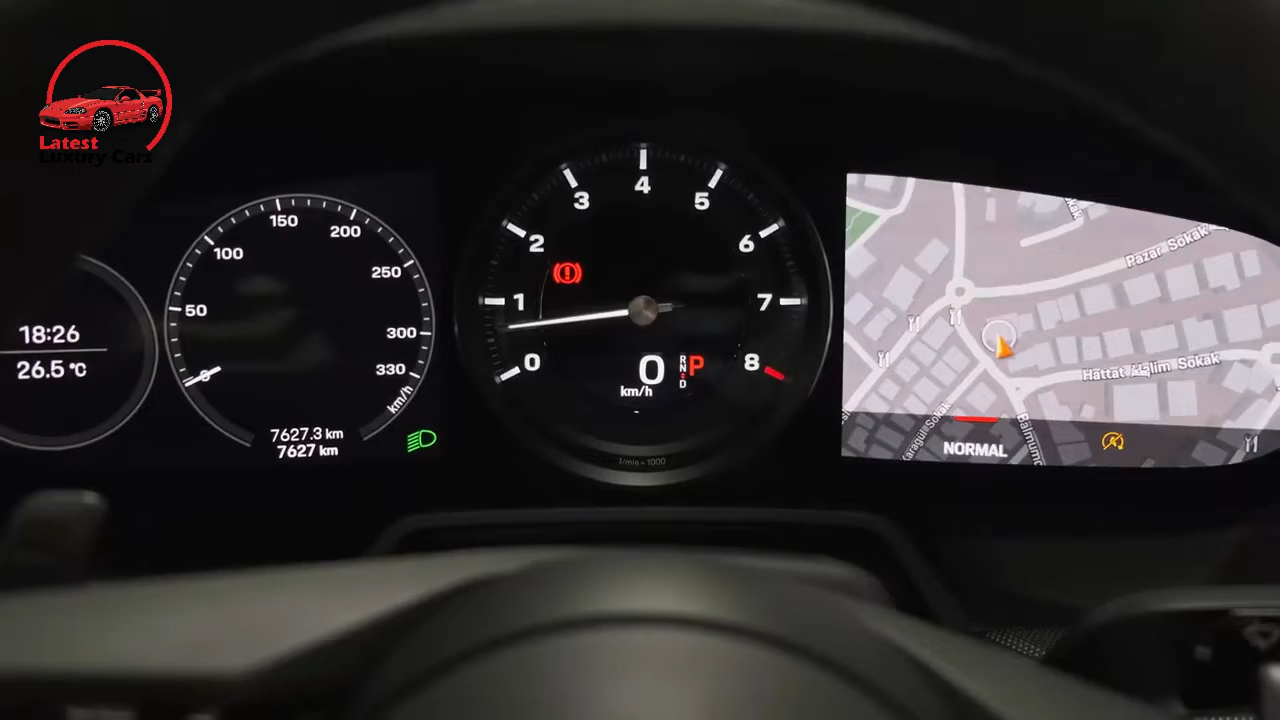 Latest
Luxury Cars
18:26
26.5 °C
0
50
100
150
200
250
300
330
km/h
7627.3 km
7627 km
0
1
2
3
4
5
6
7
8
0
km/h
R
N
D
P
1/min × 1000
Pazar Sokak
Hattat Halim Sokak
NORMAL